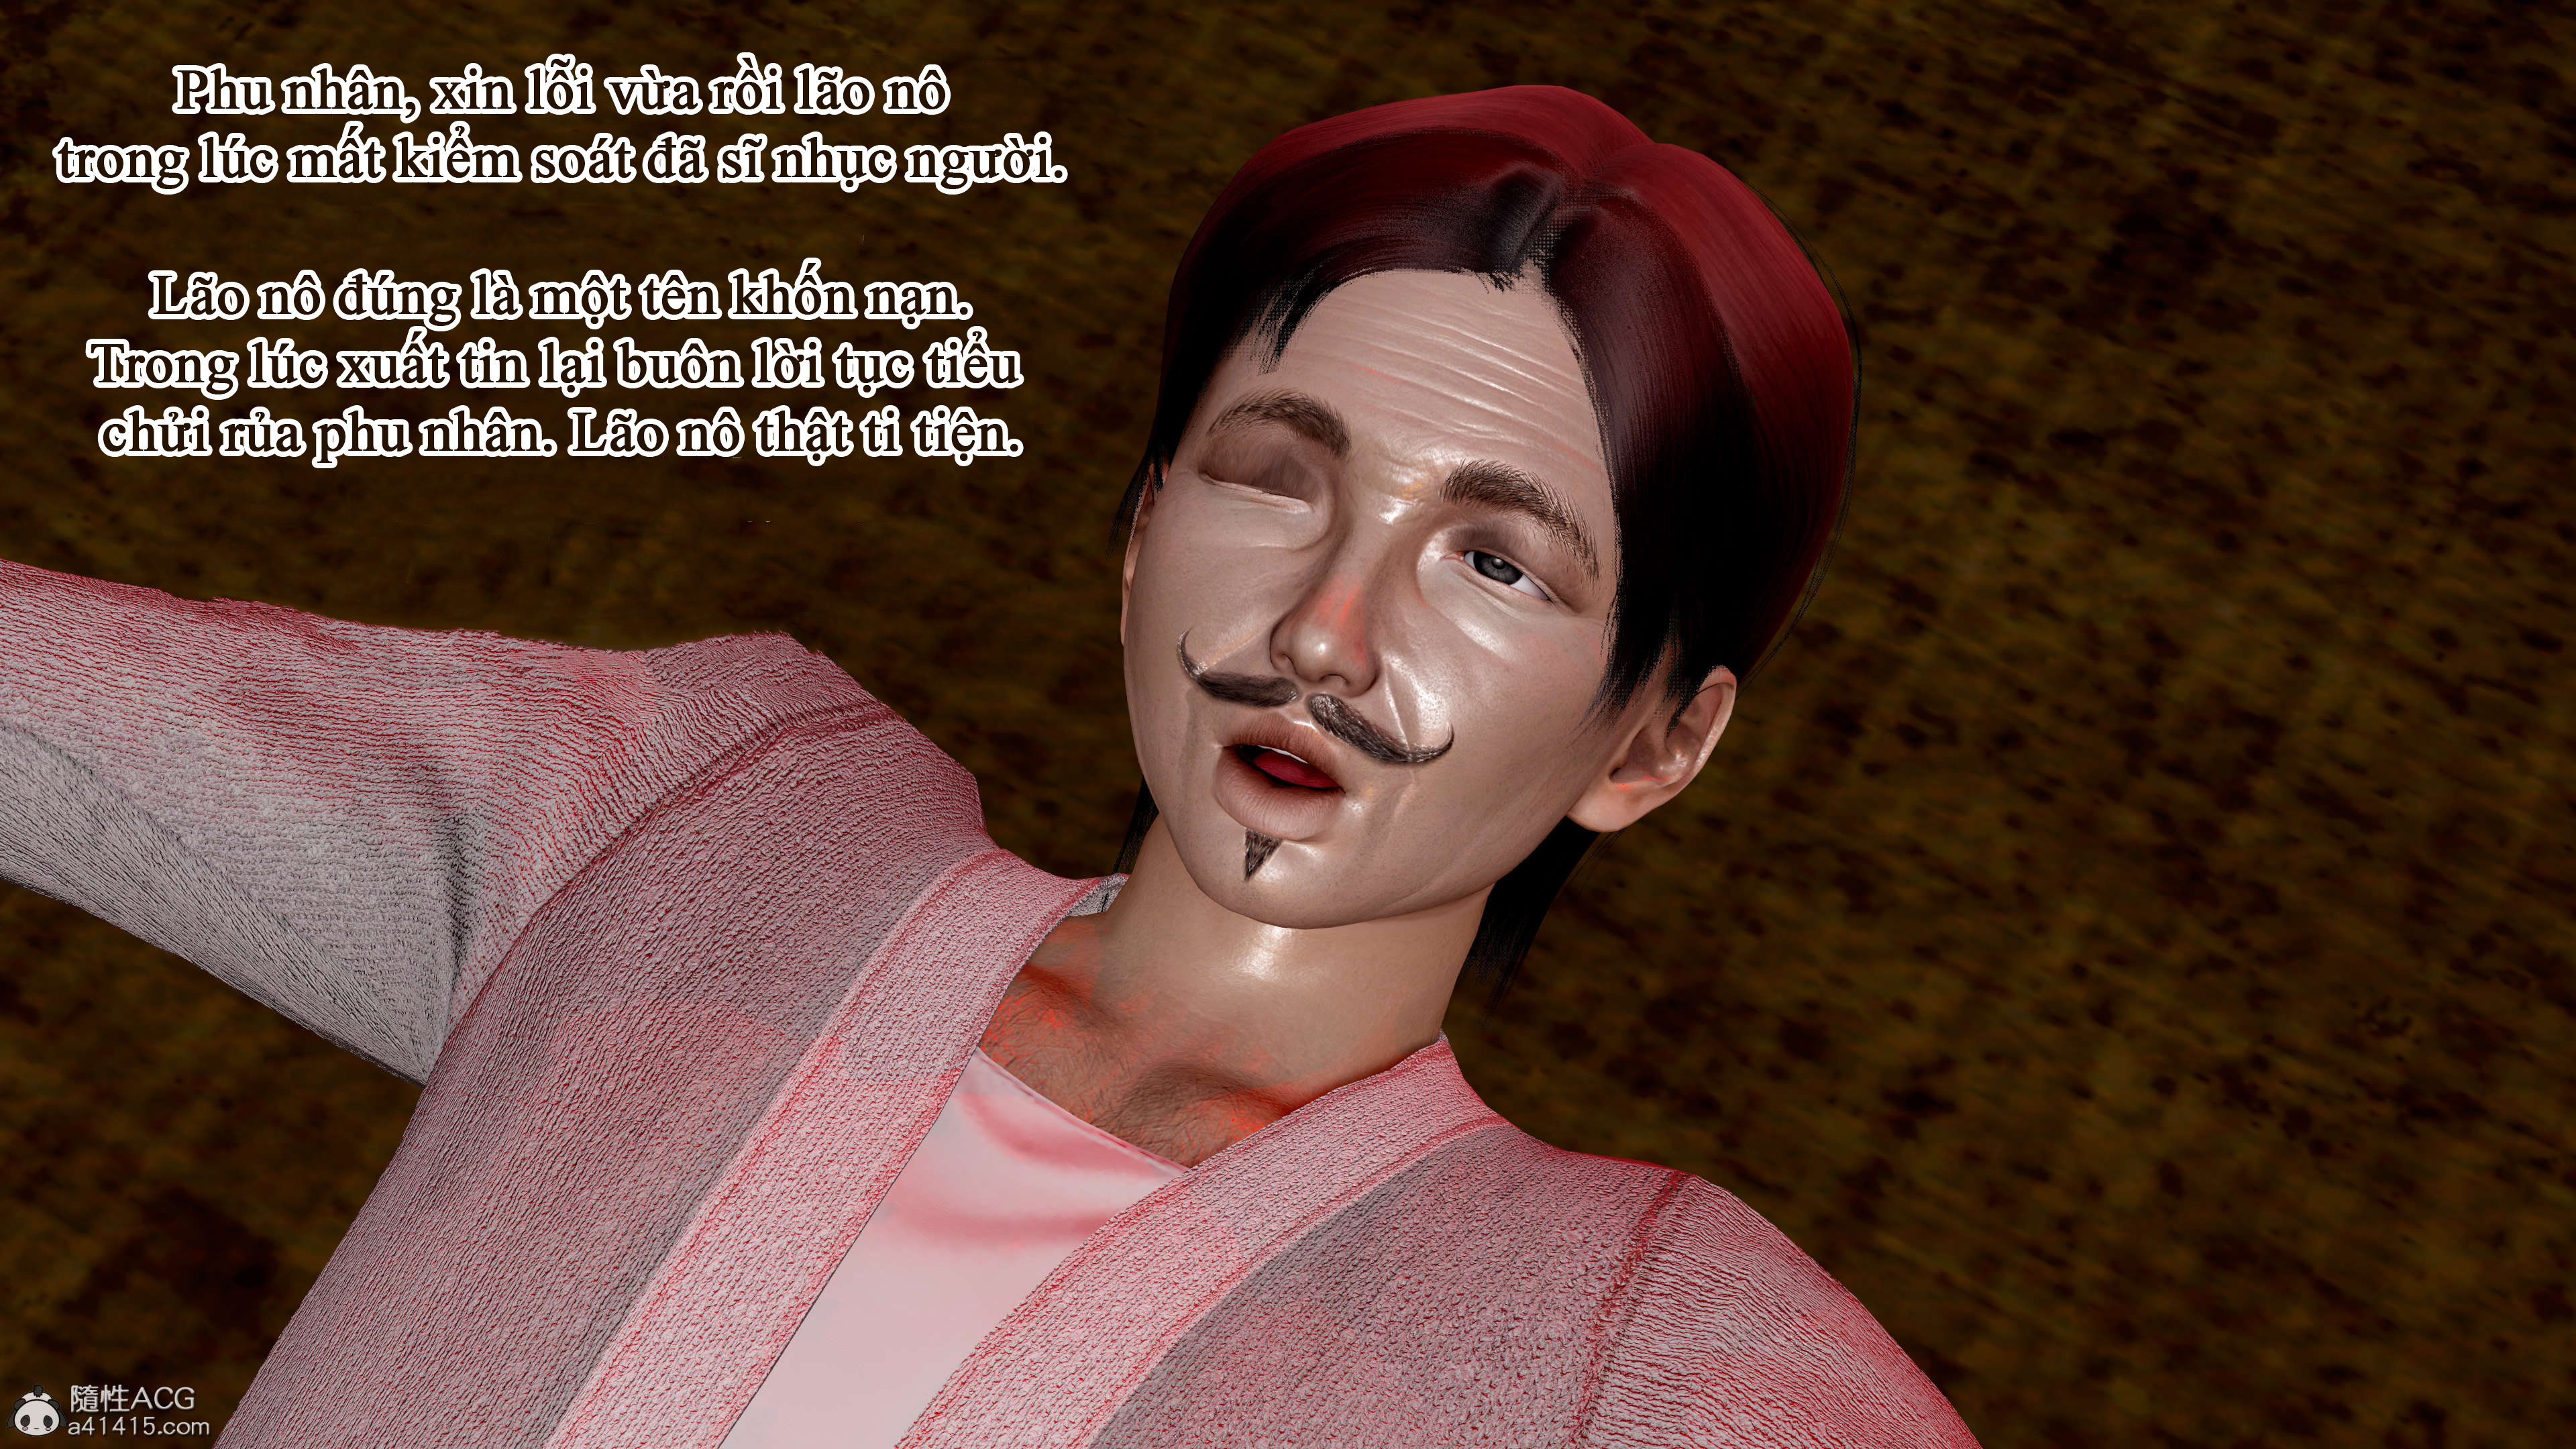 Phu nhân, xin lỗi vừa rồi lão nô
trong lúc mất kiểm soát đã sĩ nhục người.
Lão nô đúng là một tên khốn nạn.
Trong lúc xuất tin lại buôn lời tục tiểu
chửi rủa phu nhân. Lão nô thật ti tiện.
隨性ACG
a41415.com